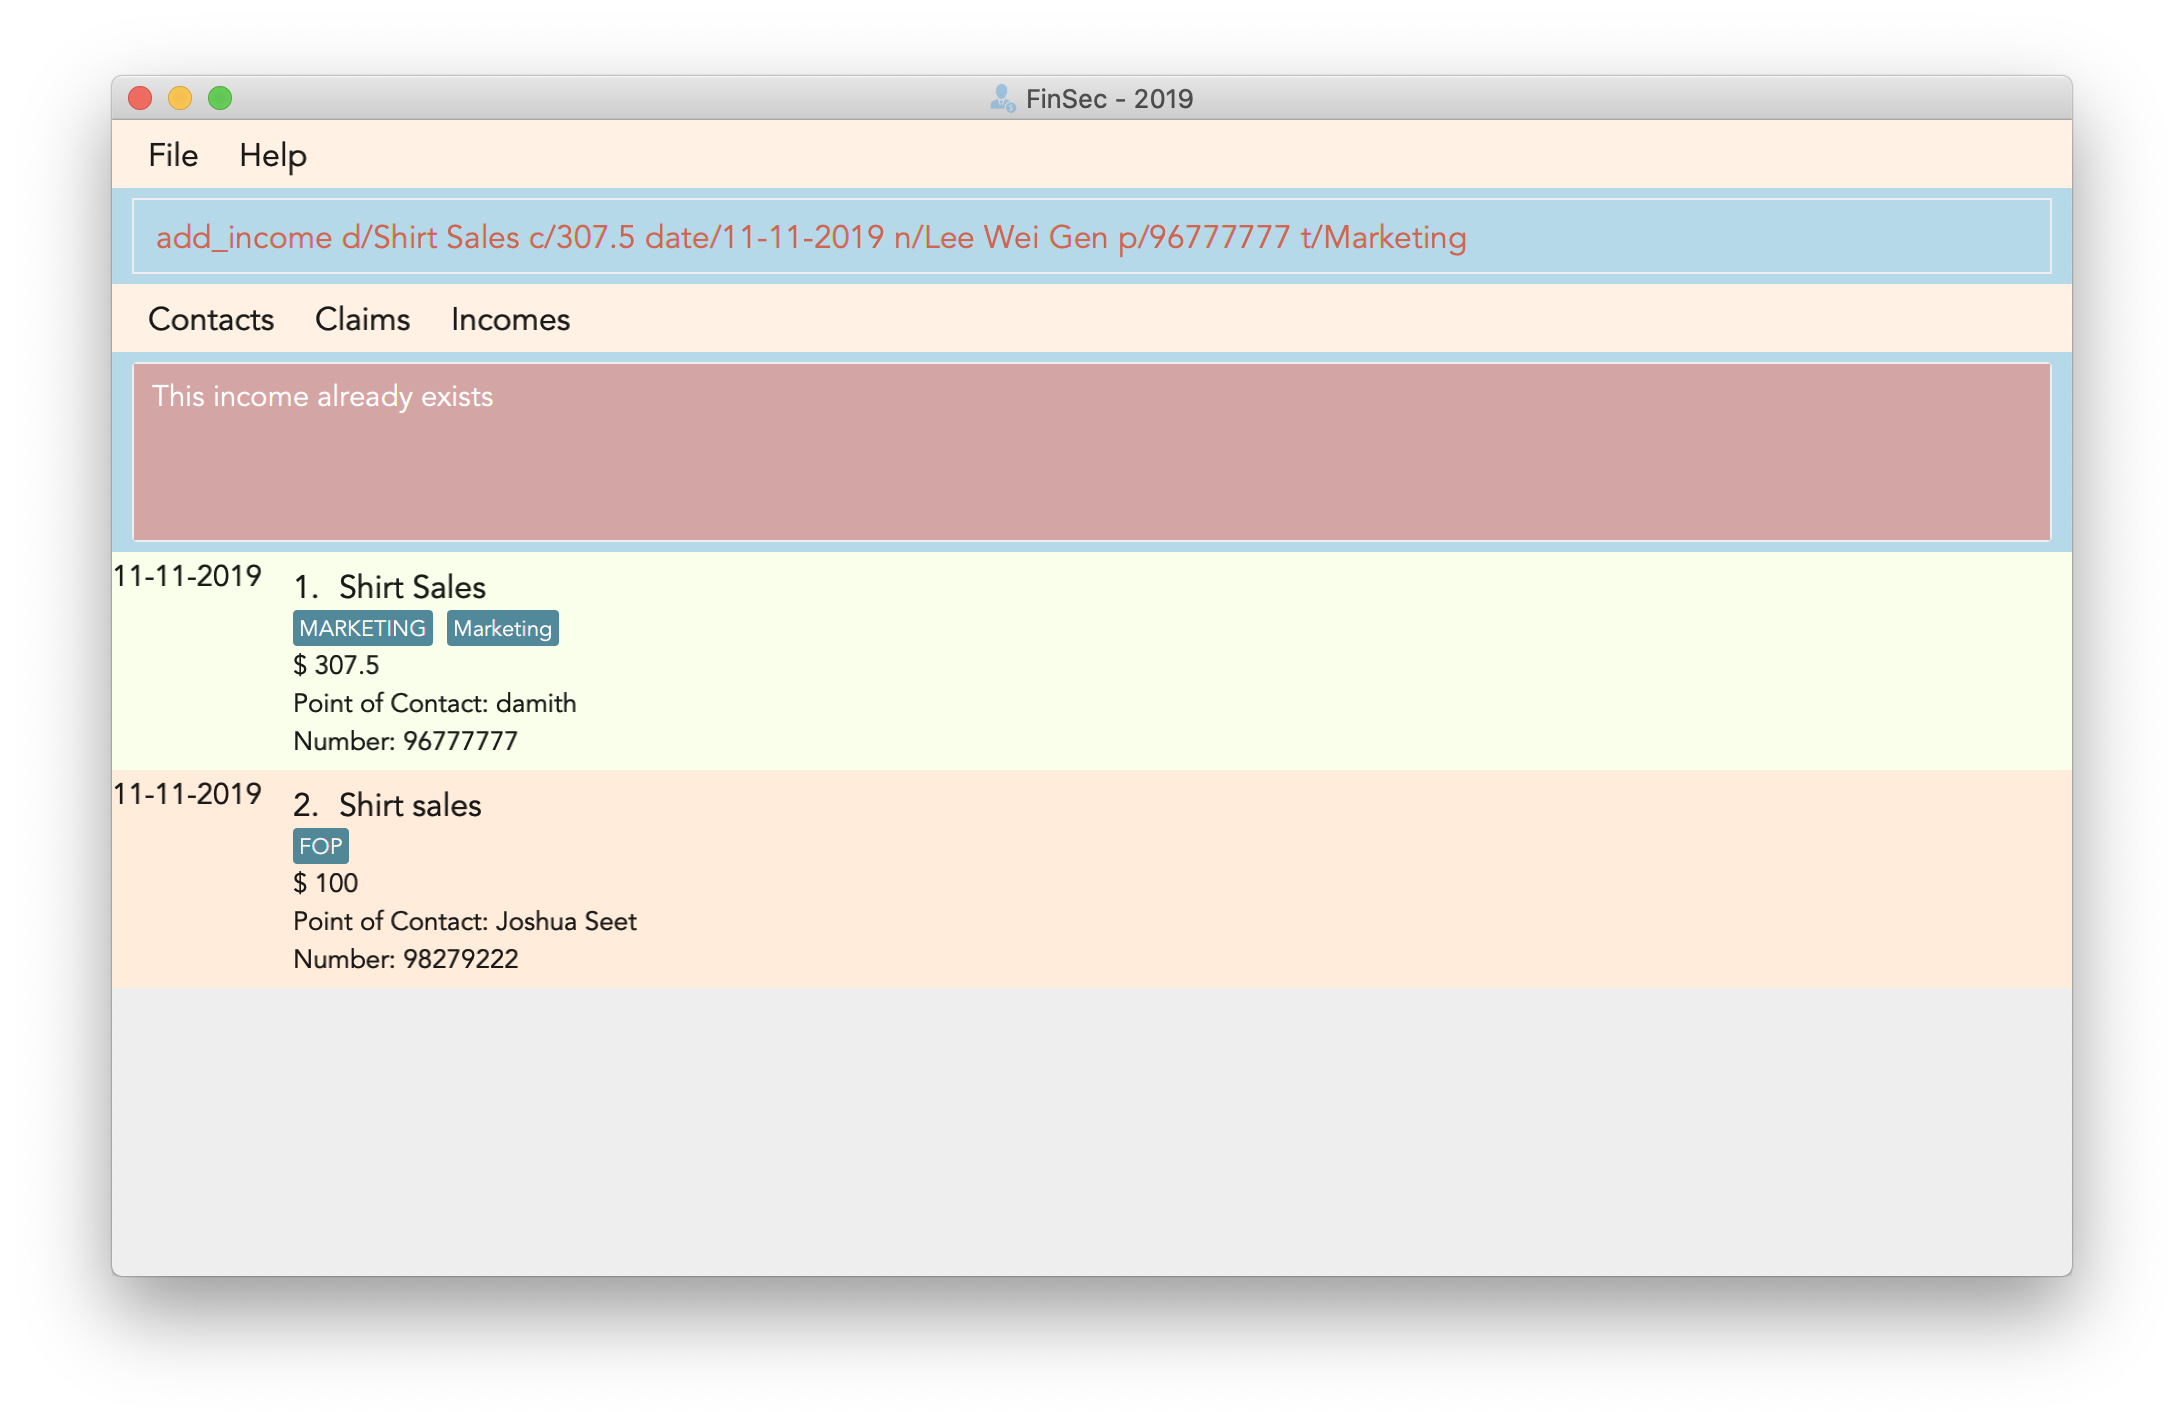 FinSec - 2019
File Help
add_income d/Shirt Sales c/307.5 date/11-11-2019 n/Lee Wei Gen p/96777777 t/Marketing
Contacts Claims Incomes
This income already exists
11-11-2019 1. Shirt Sales
MARKETING Marketing
$ 307.5
Point of Contact: damith
Number: 96777777
11-11-2019 2. Shirt sales
FOP
$ 100
Point of Contact: Joshua Seet
Number: 98279222